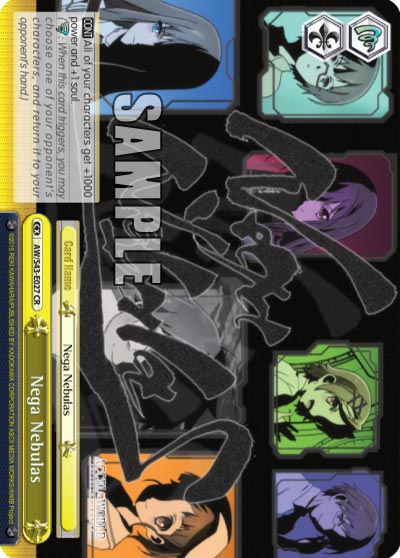 [CONT] All of your characters get +1000
power and +1 soul.
( : When this card triggers, you may
choose one of your opponent's
characters, and return it to your
opponent's hand.)
SAMPLE
CX
AW/S43-E027 CR
Card Name
Nega Nebulas
Nega Nebulas